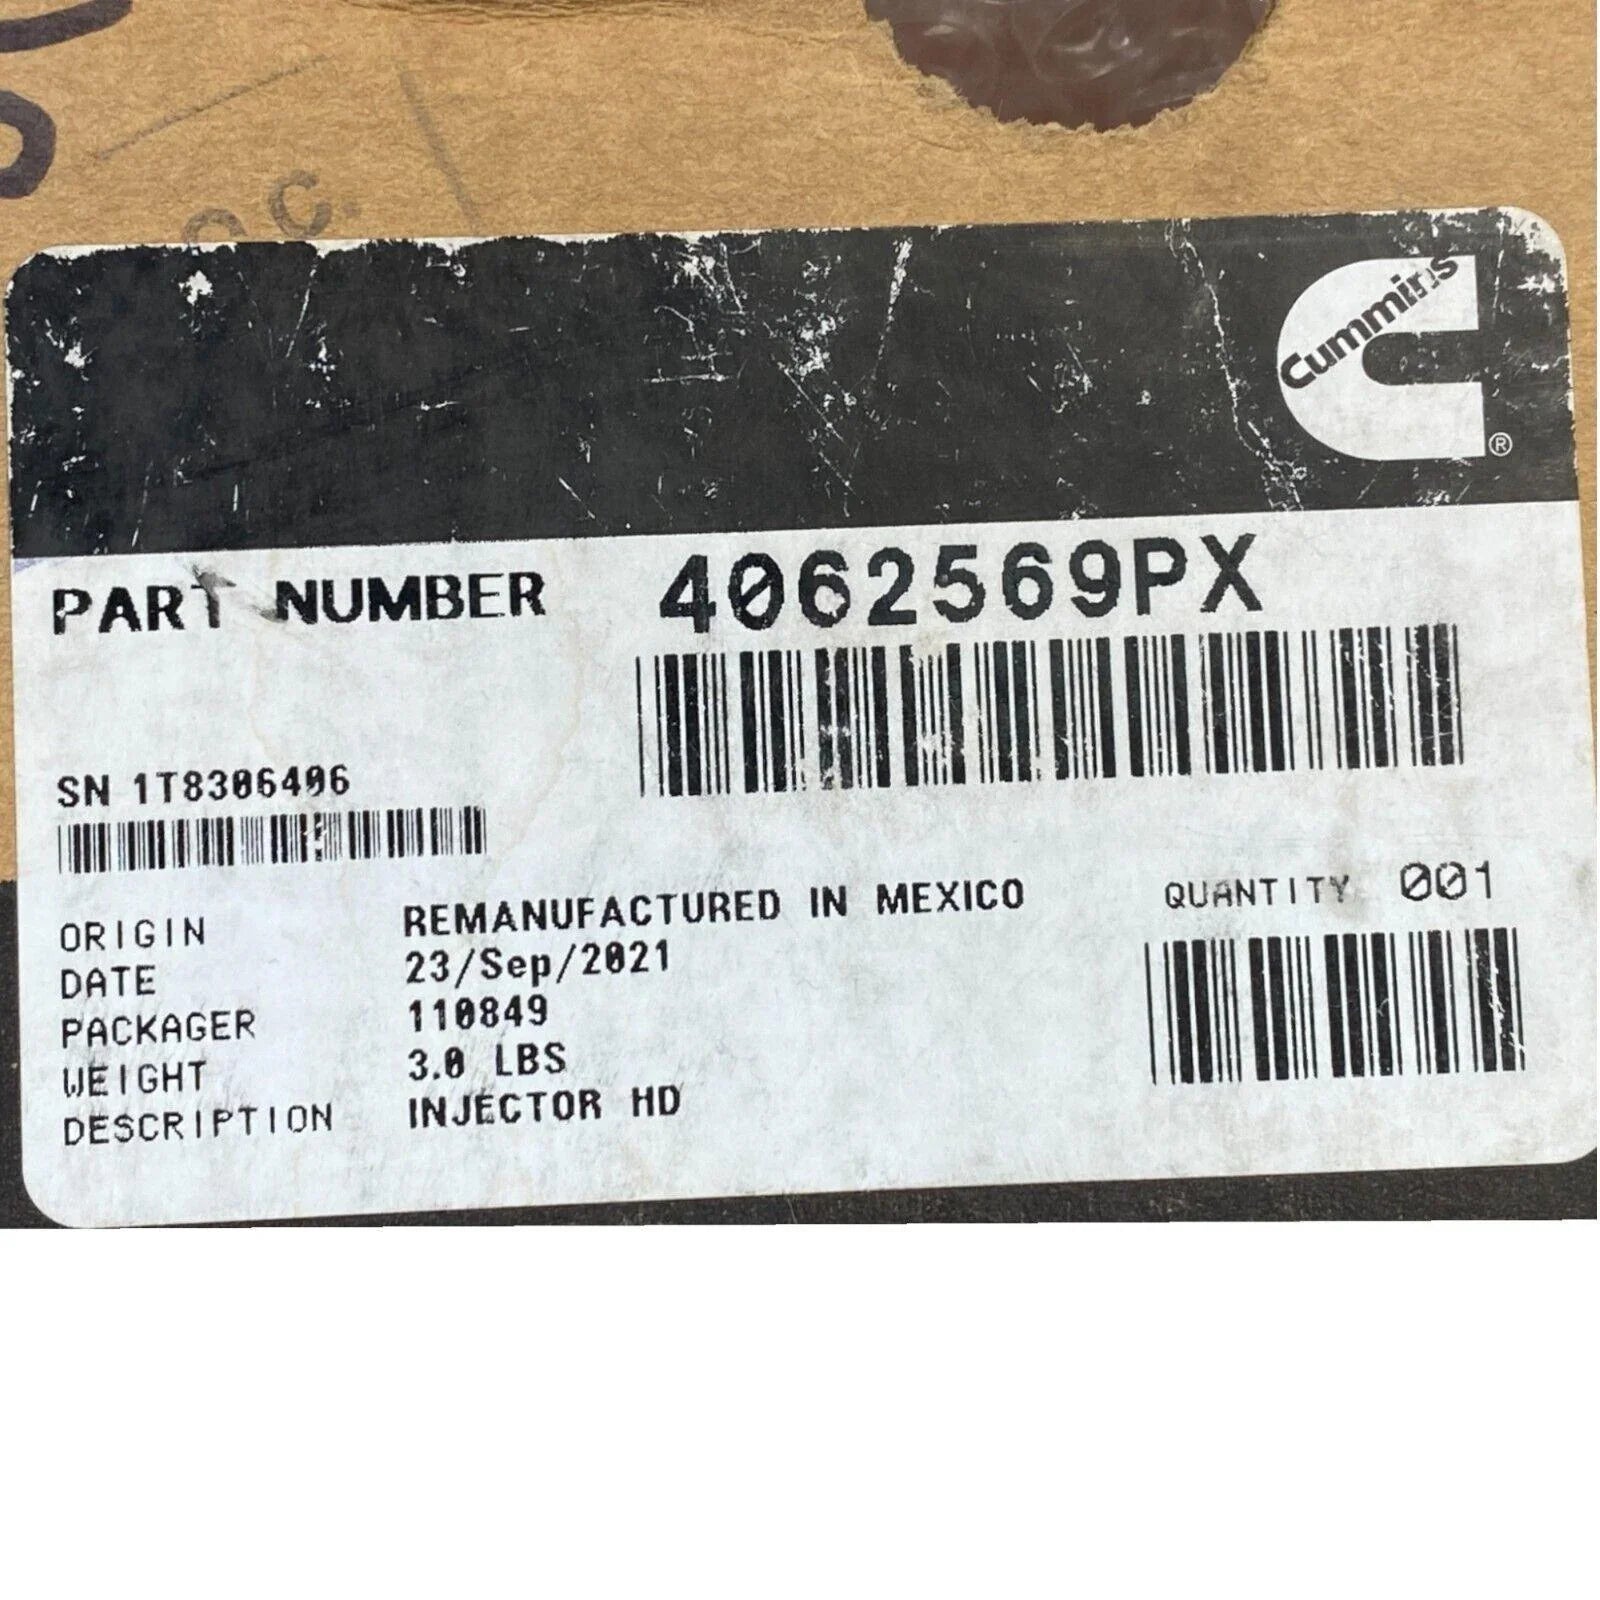 oc.
Cummins
®
PART NUMBER 4062569PX
SN 1T8306406
ORIGIN REMANUFACTURED IN MEXICO
QUANTITY 001
DATE 23/Sep/2021
PACKAGER 110849
WEIGHT 3.0 LBS
DESCRIPTION INJECTOR HD